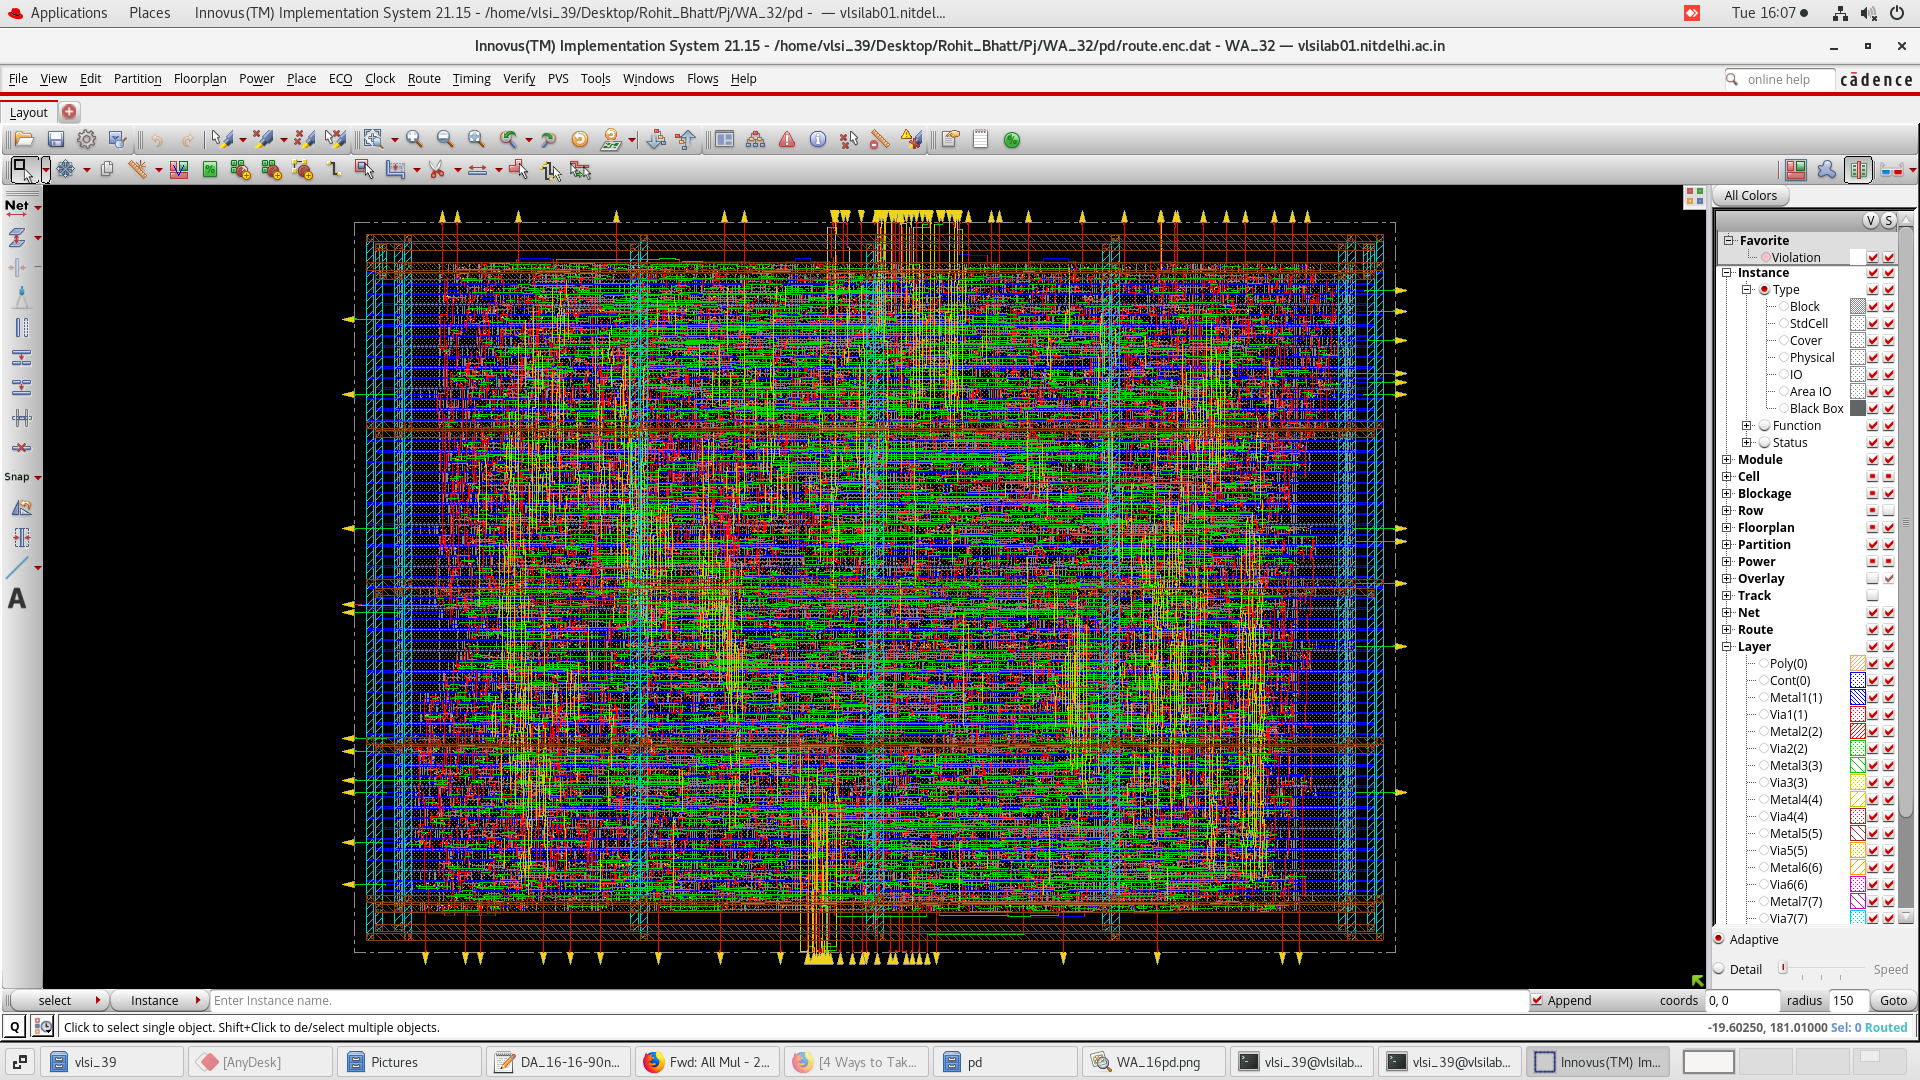 Applications Places Innovus(TM) Implementation System 21.15 - /home/vlsi_39/Desktop/Rohit_Bhatt/Pj/WA_32/pd - — vlsilab01.nitdel... Tue 16:07
Innovus(TM) Implementation System 21.15 - /home/vlsi_39/Desktop/Rohit_Bhatt/Pj/WA_32/pd/route.enc.dat - WA_32 — vlsilab01.nitdelhi.ac.in
File View Edit Partition Floorplan Power Place ECO Clock Route Timing Verify PVS Tools Windows Flows Help online help cādence
Layout
All Colors
Net
V S
Favorite
Violation
Instance
Type
Block
StdCell
Cover
Physical
IO
Area IO
Black Box
Function
Status
Module
Cell
Snap
Blockage
Row
Floorplan
Partition
Power
Overlay
Track
A
Net
Route
Layer
Poly(0)
Cont(0)
Metal1(1)
Via1(1)
Metal2(2)
Via2(2)
Metal3(3)
Via3(3)
Metal4(4)
Via4(4)
Metal5(5)
Via5(5)
Metal6(6)
Via6(6)
Metal7(7)
Via7(7)
Adaptive
Detail Speed
select Instance Enter Instance name. Append coords 0, 0 radius 150 Goto
Q Click to select single object. Shift+Click to de/select multiple objects. -19.60250, 181.01000 Sel: 0 Routed
vlsi_39 [AnyDesk] Pictures DA_16-16-90n... Fwd: All Mul - 2... [4 Ways to Tak... pd WA_16pd.png vlsi_39@vlsilab... vlsi_39@vlsilab... Innovus(TM) Im...